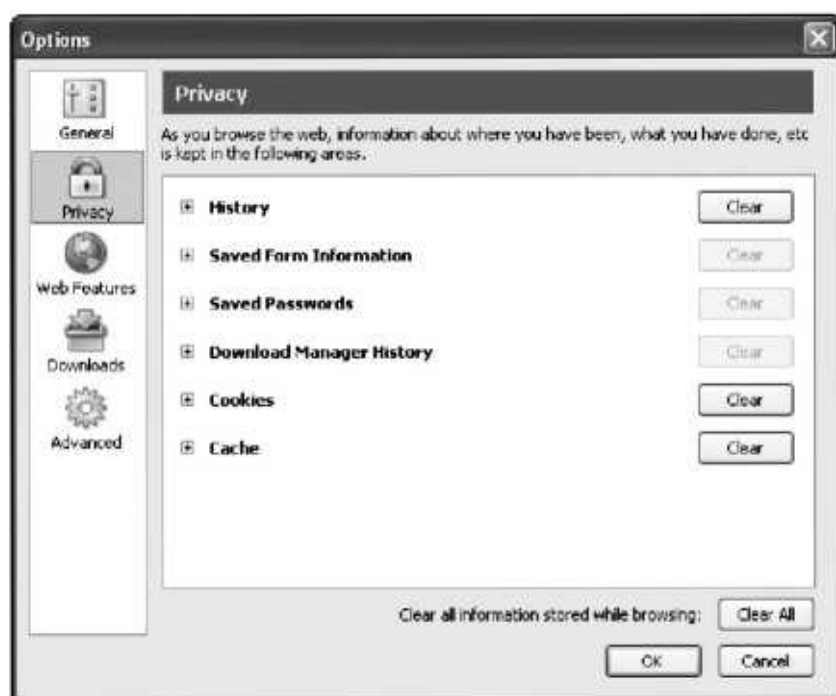 Options
General
Privacy
Web Features
Downloads
Advanced
Privacy
As you browse the web, information about where you have been, what you have done, etc
is kept in the following areas.
History Clear
Saved Form Information Clear
Saved Passwords Clear
Download Manager History Clear
Cookies Clear
Cache Clear
Clear all information stored while browsing: Clear All
OK Cancel